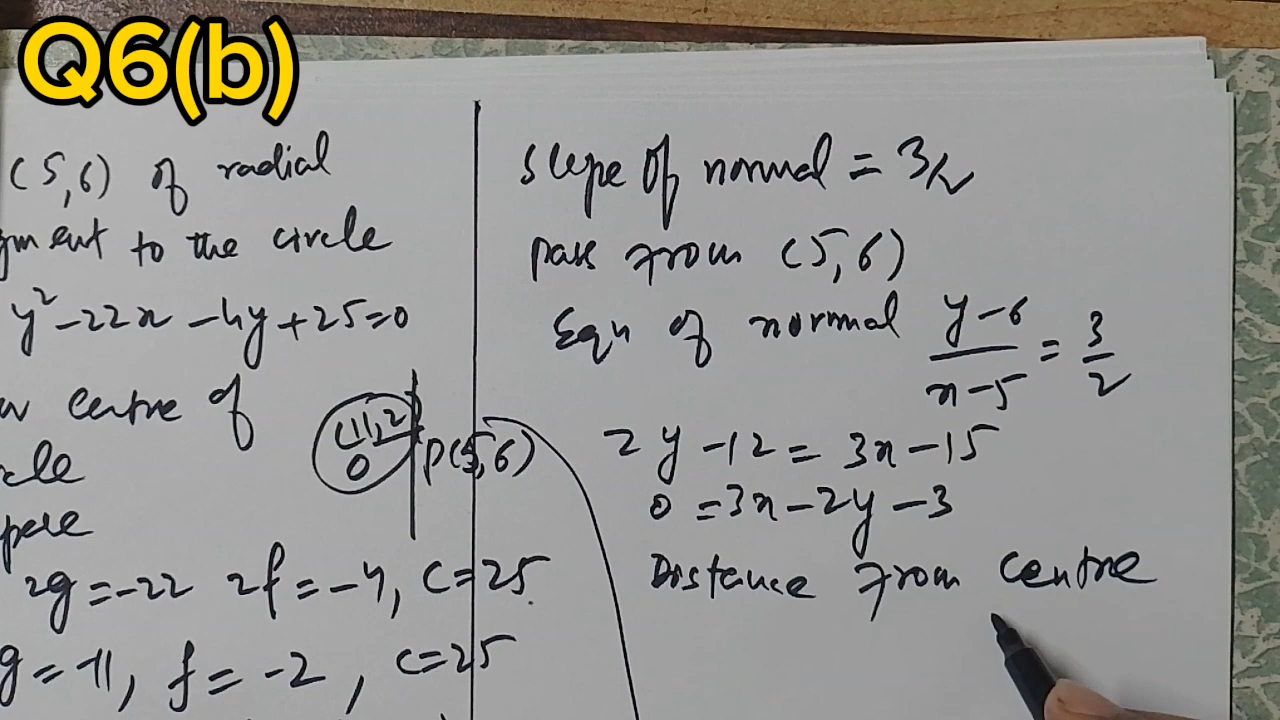 Q6(b)
(5,6) of radial
gment to the circle
y²-22x-4y+25=0
w centre of
cle
pose
2g=-22 2f=-4, c=25.
g=-11, f=-2, c=25
(11,2)
O
P(5,6)
slope of normal = 3/2
pass from (5,6)
Eqn of normal y-6/x-5 = 3/2
2y-12 = 3x-15
0 = 3x-2y-3
Distance from centre